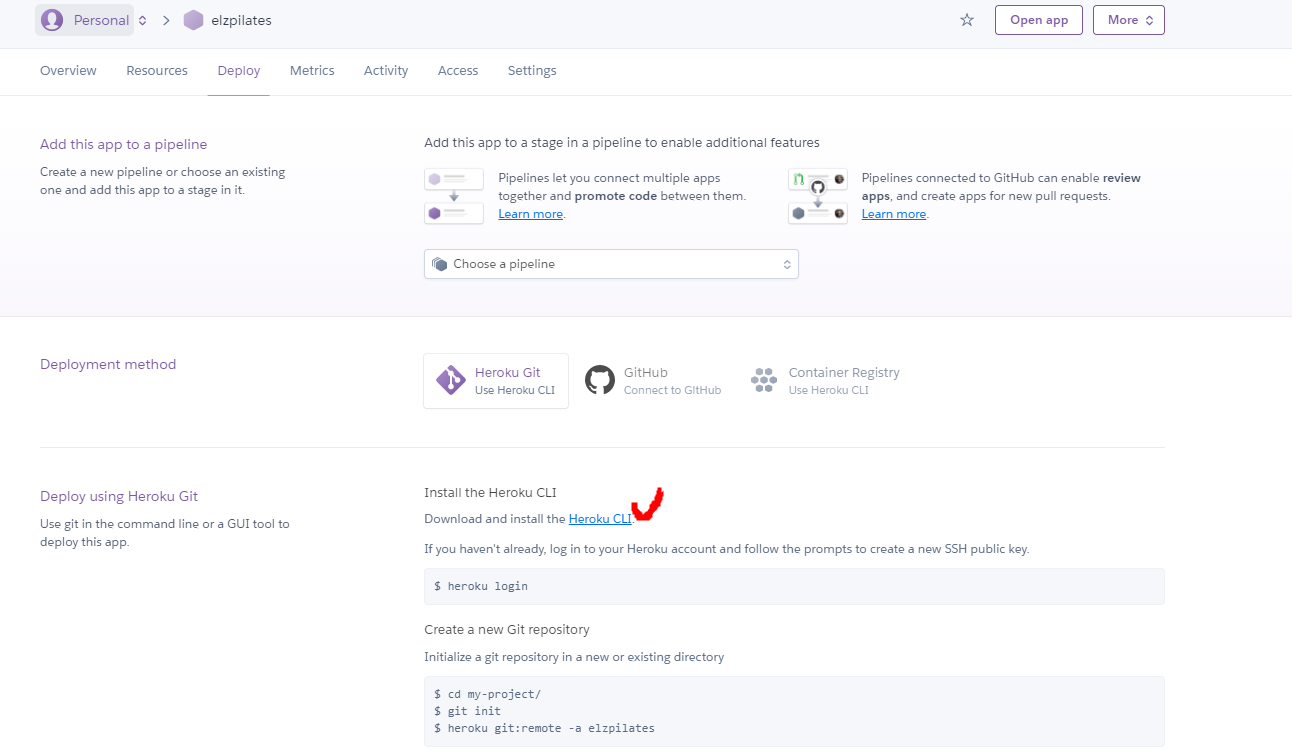 Personal
elzpilates
Open app
More
Overview Resources Deploy Metrics Activity Access Settings
Add this app to a pipeline
Create a new pipeline or choose an existing
one and add this app to a stage in it.
Add this app to a stage in a pipeline to enable additional features
Pipelines let you connect multiple apps
together and promote code between them.
Learn more.
Pipelines connected to GitHub can enable review
apps, and create apps for new pull requests.
Learn more.
Choose a pipeline
Deployment method
Heroku Git
Use Heroku CLI
GitHub
Connect to GitHub
Container Registry
Use Heroku CLI
Deploy using Heroku Git
Use git in the command line or a GUI tool to
deploy this app.
Install the Heroku CLI
Download and install the Heroku CLI.
If you haven't already, log in to your Heroku account and follow the prompts to create a new SSH public key.
$ heroku login
Create a new Git repository
Initialize a git repository in a new or existing directory
$ cd my-project/
$ git init
$ heroku git:remote -a elzpilates